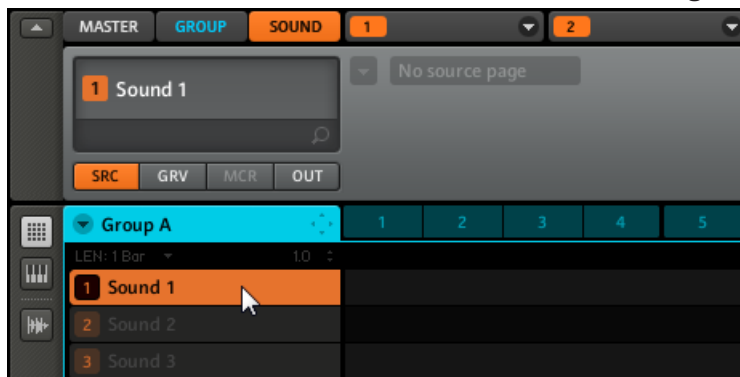 MASTER GROUP SOUND 1 2
No source page
1 Sound 1
SRC GRV MCR OUT
Group A 1 2 3 4 5
LEN: 1 Bar 1.0
1 Sound 1
2 Sound 2
3 Sound 3